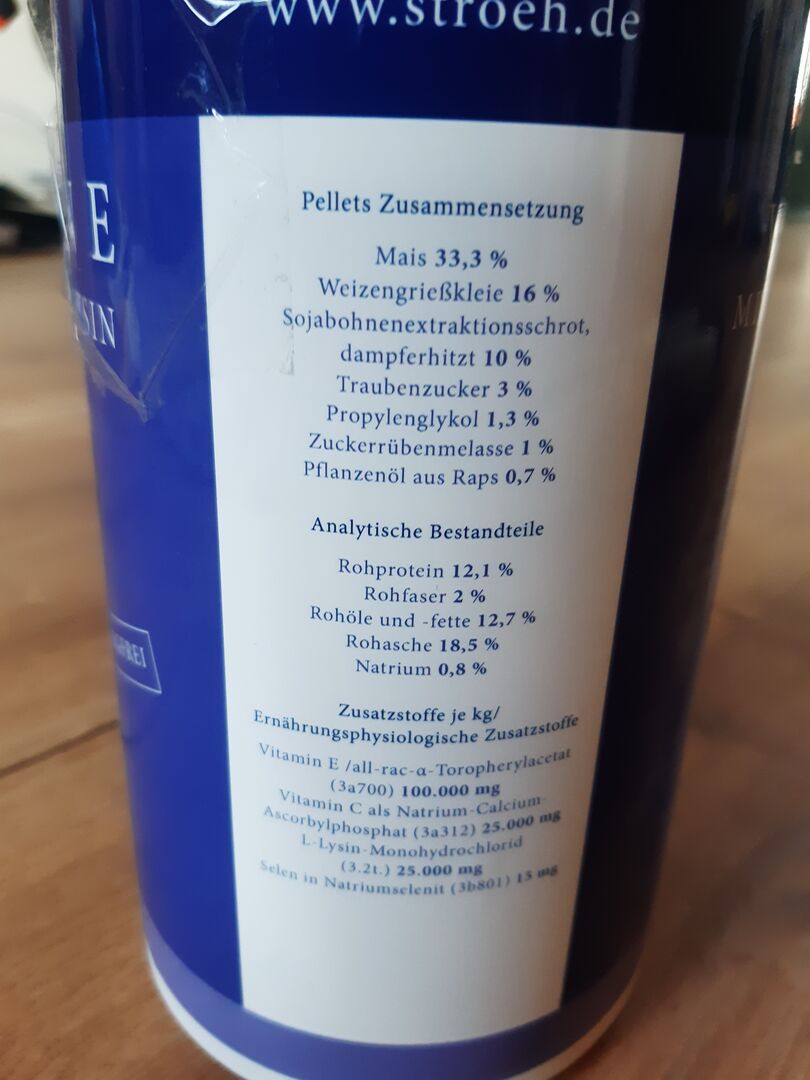 www.stroeh.de
E
SIN
FREI
Pellets Zusammensetzung
Mais 33,3 %
Weizengrießkleie 16 %
Sojabohnenextraktionsschrot,
dampferhitzt 10 %
Traubenzucker 3 %
Propylenglykol 1,3 %
Zuckerrübenmelasse 1 %
Pflanzenöl aus Raps 0,7 %
Analytische Bestandteile
Rohprotein 12,1 %
Rohfaser 2 %
Rohöle und -fette 12,7 %
Rohasche 18,5 %
Natrium 0,8 %
Zusatzstoffe je kg/
Ernährungsphysiologische Zusatzstoffe
Vitamin E /all-rac-α-Toropherylacetat
(3a700) 100.000 mg
Vitamin C als Natrium-Calcium-
Ascorbylphosphat (3a312) 25.000 mg
L-Lysin-Monohydrochlorid
(3.2t.) 25.000 mg
Selen in Natriumselenit (3b801) 15 mg